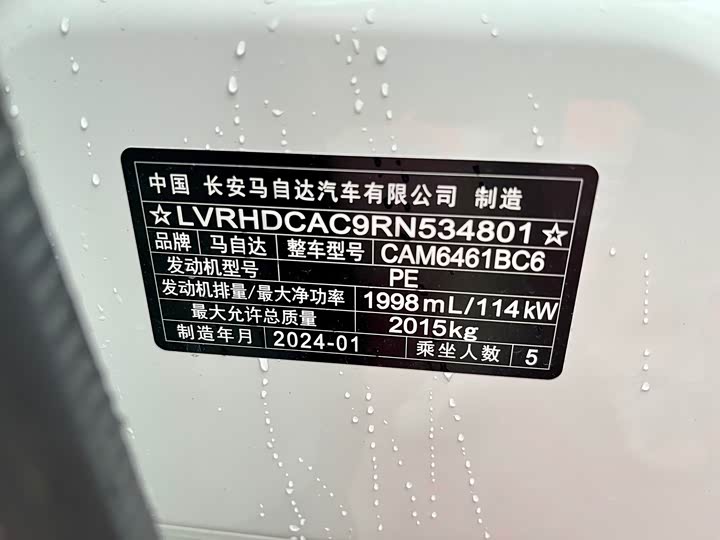 中国 长安马自达汽车有限公司 制造
☆LVRHDCAC9RN534801☆
品牌 马自达 整车型号 CAM6461BC6
发动机型号 PE
发动机排量/最大净功率 1998mL/114kW
最大允许总质量 2015kg
制造年月 2024-01 乘坐人数 5